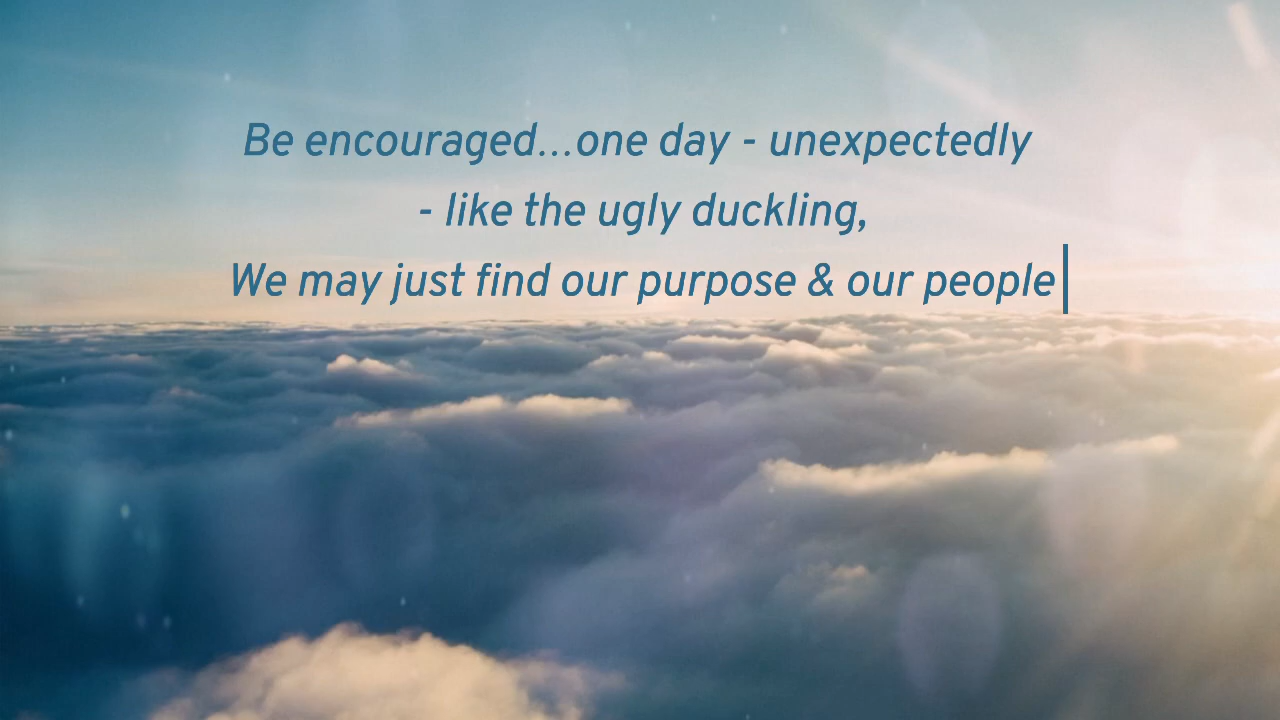 Be encouraged...one day - unexpectedly
- like the ugly duckling,
We may just find our purpose & our people